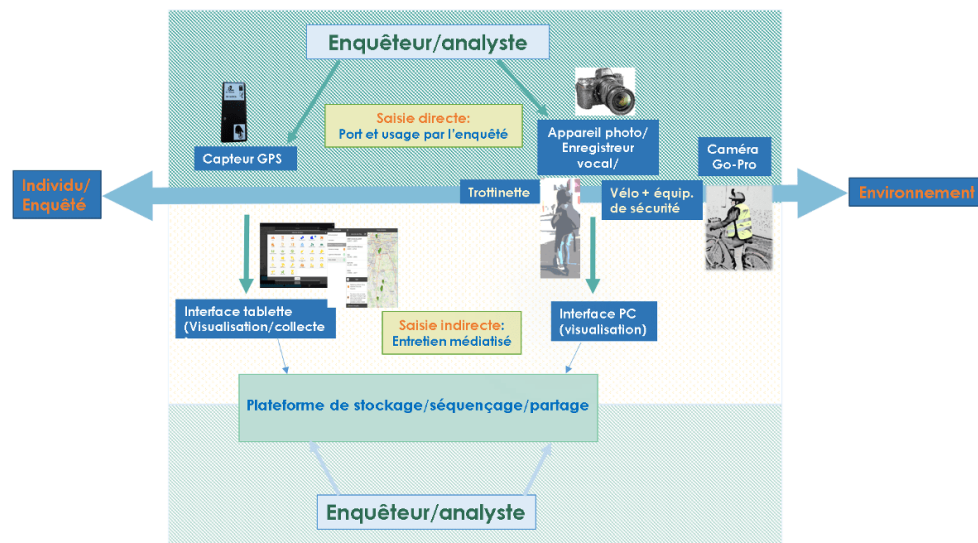 Enquêteur/analyste
Saisie directe:
Port et usage par l'enquêté
Appareil photo/
Enregistreur
vocal/
Capteur GPS
Caméra
Go-Pro
Individu/
Enquêté
Trottinette
Vélo + équip.
de sécurité
Environnement
Interface tablette
(Visualisation/collecte
Saisie indirecte:
Entretien médiatisé
Interface PC
(visualisation)
Plateforme de stockage/séquençage/partage
Enquêteur/analyste